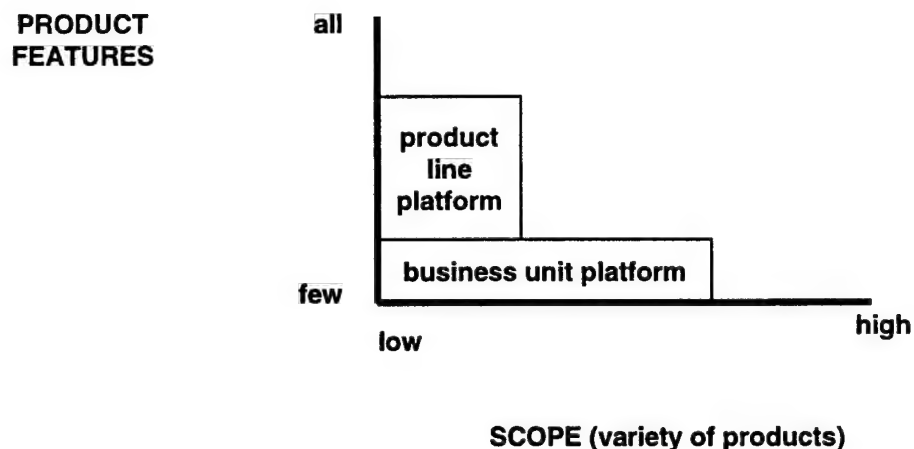 PRODUCT
FEATURES
all
product
line
platform
business unit platform
few
low
high
SCOPE (variety of products)